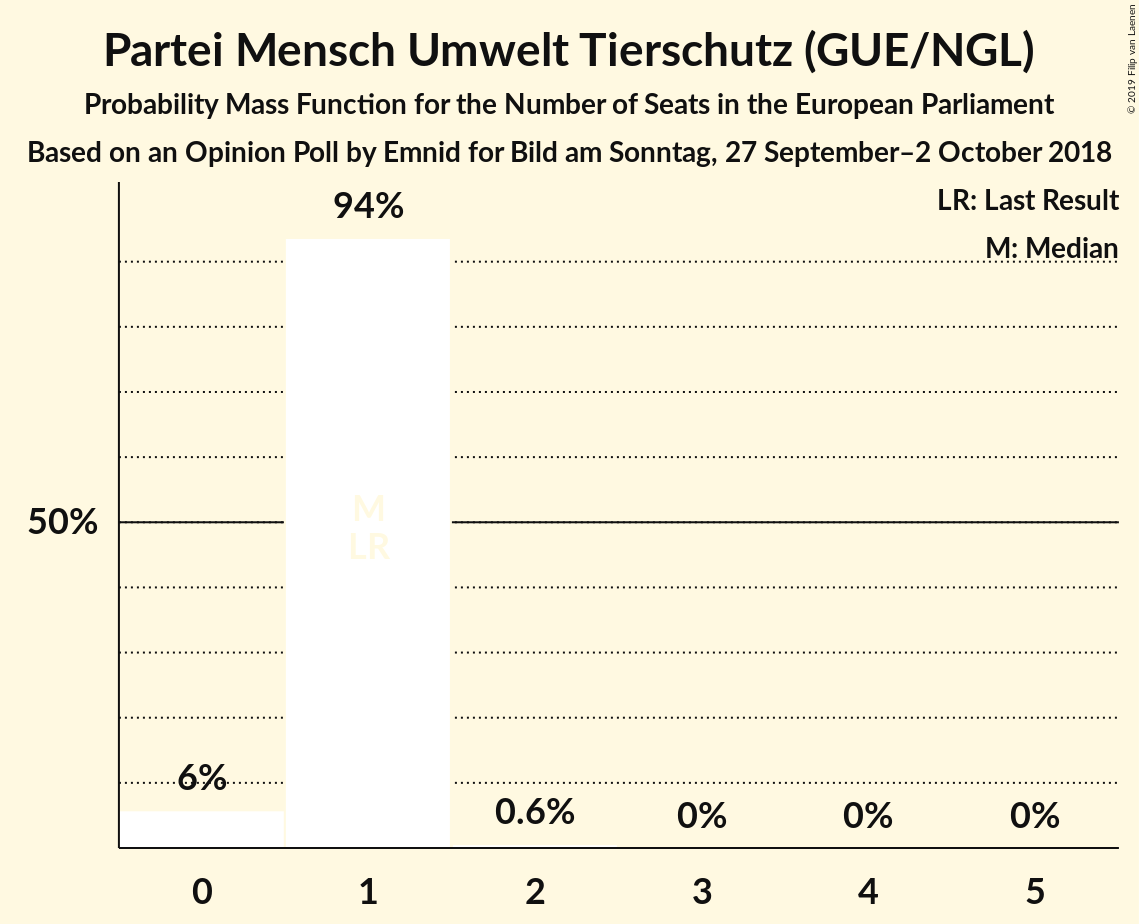 Partei Mensch Umwelt Tierschutz (GUE/NGL)
Probability Mass Function for the Number of Seats in the European Parliament
Based on an Opinion Poll by Emnid for Bild am Sonntag, 27 September–2 October 2018
© 2019 Filip van Laenen
LR: Last Result
M: Median
94%
50%
M
LR
6%
0.6%
0%
0%
0%
0
1
2
3
4
5